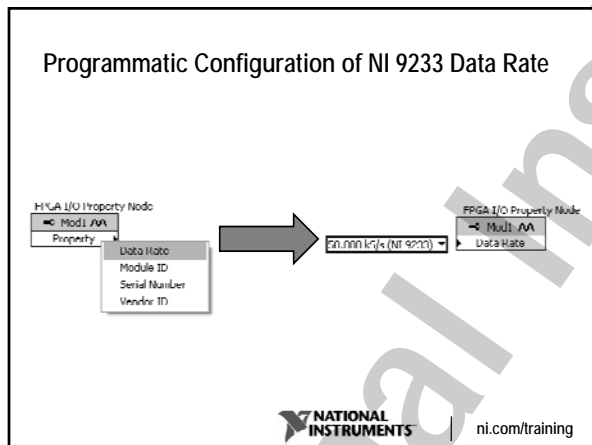 Programmatic Configuration of NI 9233 Data Rate
FPGA I/O Property Node
Mod1
Property
Data Rate
Module ID
Serial Number
Vendor ID
50.000 kS/s (NI 9233)
FPGA I/O Property Node
Mod1
Data Rate
NATIONAL
INSTRUMENTS
ni.com/training